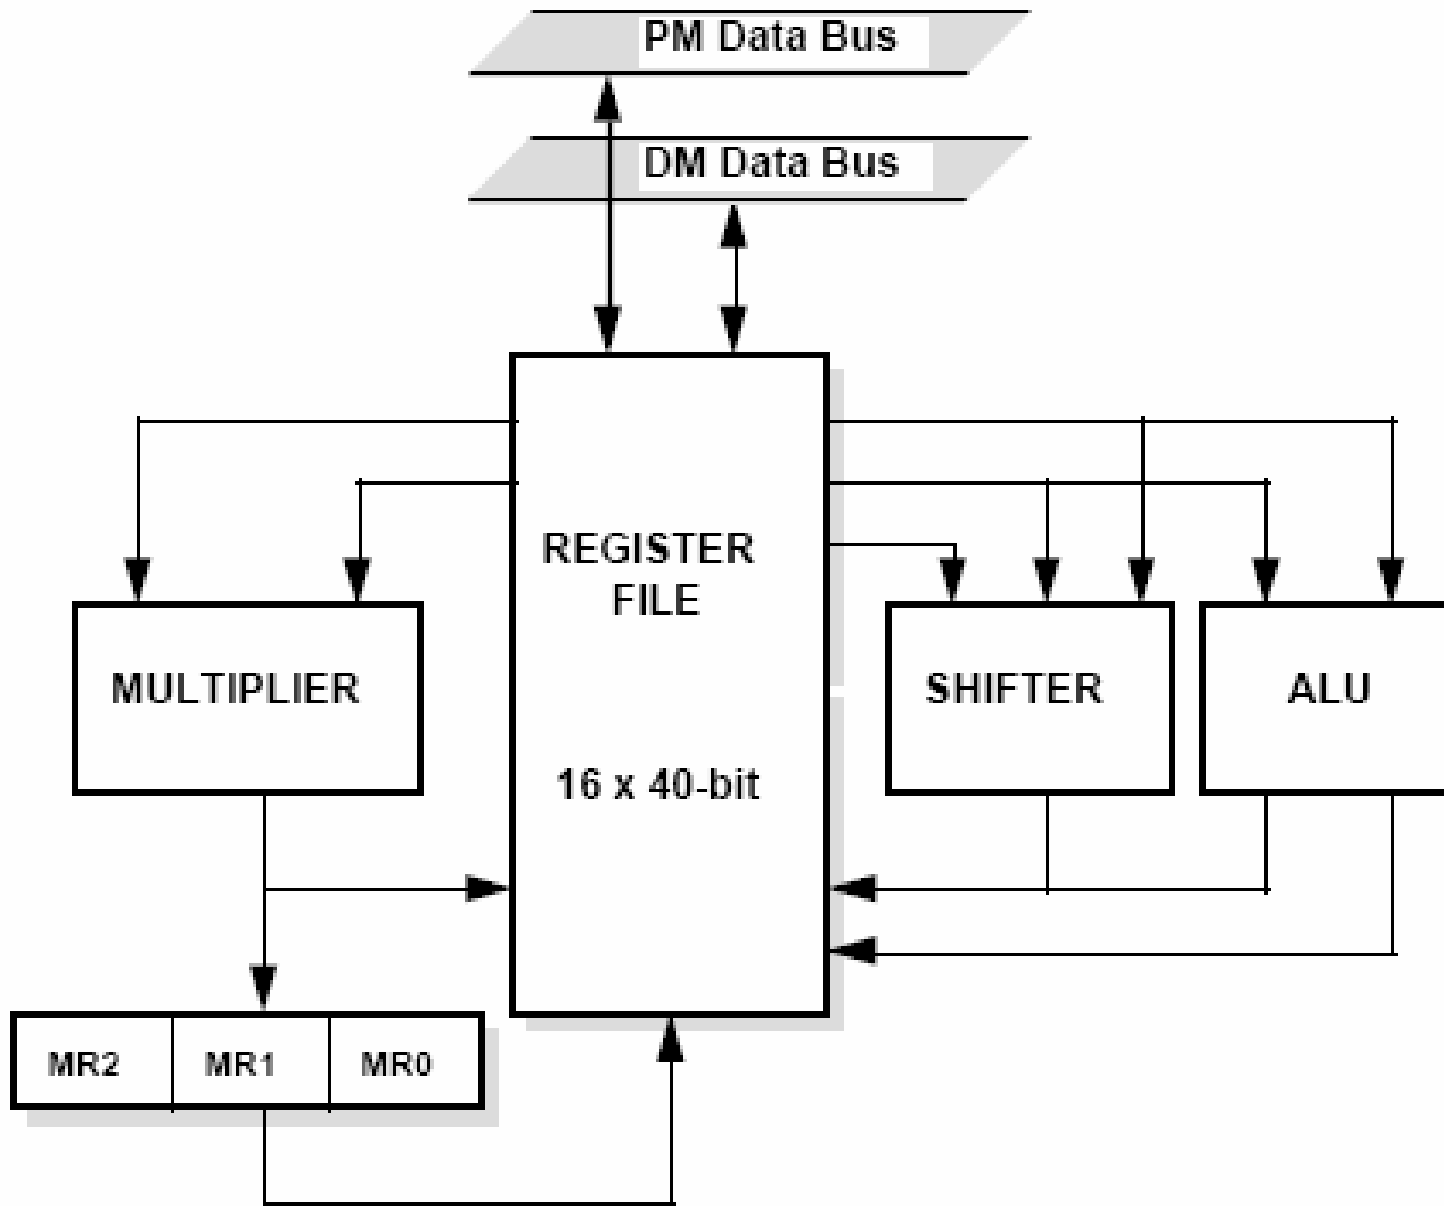 PM Data Bus
DM Data Bus
REGISTER
FILE
MULTIPLIER
SHIFTER
ALU
16 x 40-bit
MR2
MR1
MR0